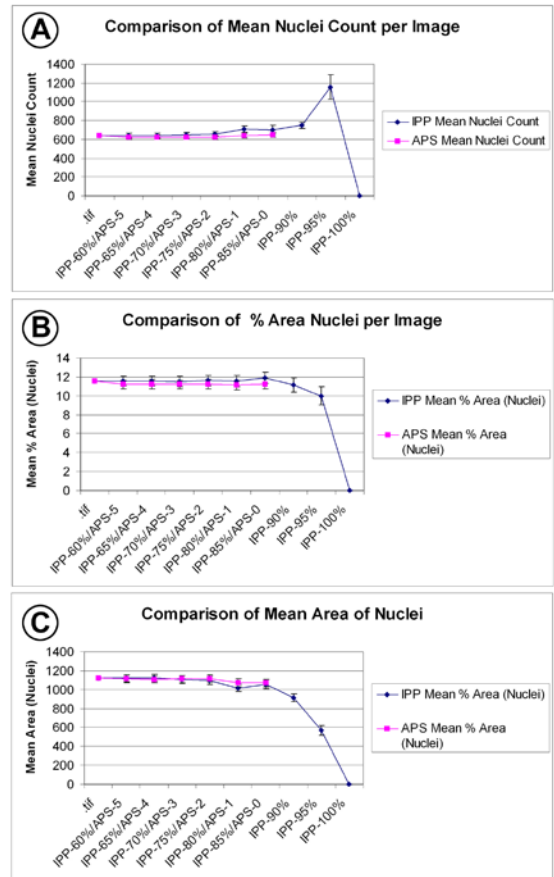 A
Comparison of Mean Nuclei Count per Image
Mean Nuclei Count
1400
1200
1000
800
600
400
200
0
.tif
IPP-60%/APS-5
IPP-65%/APS-4
IPP-70%/APS-3
IPP-75%/APS-2
IPP-80%/APS-1
IPP-85%/APS-0
IPP-90%
IPP-95%
IPP-100%
IPP Mean Nuclei Count
APS Mean Nuclei Count
B
Comparison of % Area Nuclei per Image
Mean % Area (Nuclei)
14
12
10
8
6
4
2
0
.tif
IPP-60%/APS-5
IPP-65%/APS-4
IPP-70%/APS-3
IPP-75%/APS-2
IPP-80%/APS-1
IPP-85%/APS-0
IPP-90%
IPP-95%
IPP-100%
IPP Mean % Area (Nuclei)
APS Mean % Area
(Nuclei)
C
Comparison of Mean Area of Nuclei
Mean Area (Nuclei)
1400
1200
1000
800
600
400
200
0
.tif
IPP-60%/APS-5
IPP-65%/APS-4
IPP-70%/APS-3
IPP-75%/APS-2
IPP-80%/APS-1
IPP-85%/APS-0
IPP-90%
IPP-95%
IPP-100%
IPP Mean % Area (Nuclei)
APS Mean % Area
(Nuclei)